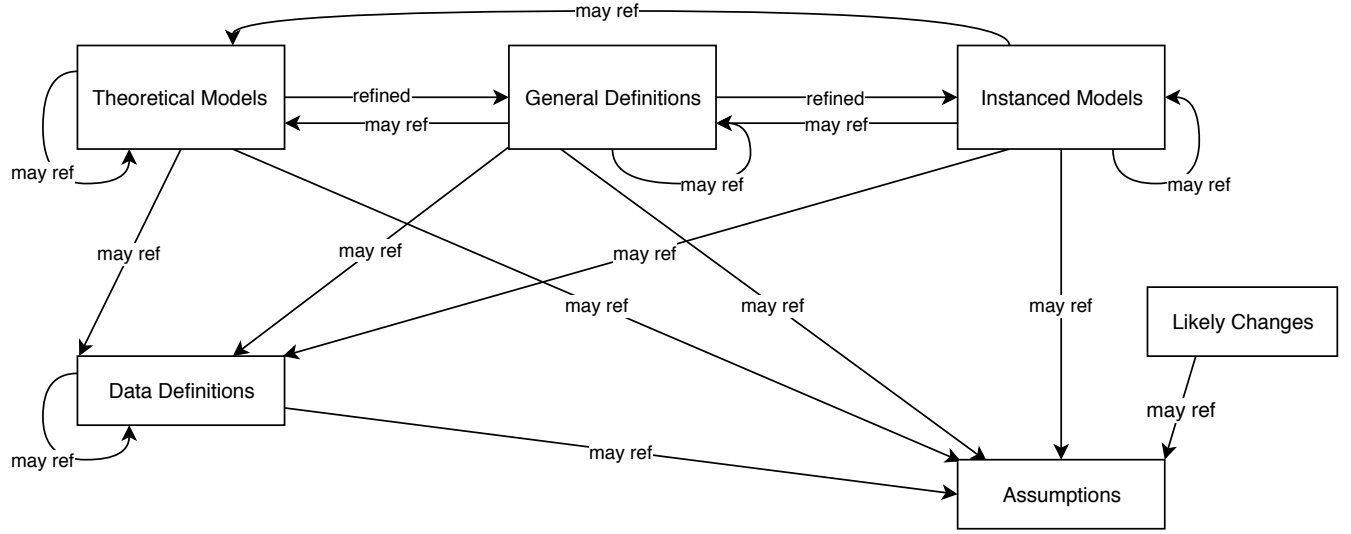 may ref
Theoretical Models
refined
General Definitions
refined
Instanced Models
may ref
may ref
may ref
may ref
may ref
may ref
may ref
may ref
may ref
may ref
may ref
may ref
Likely Changes
Data Definitions
may ref
may ref
may ref
Assumptions